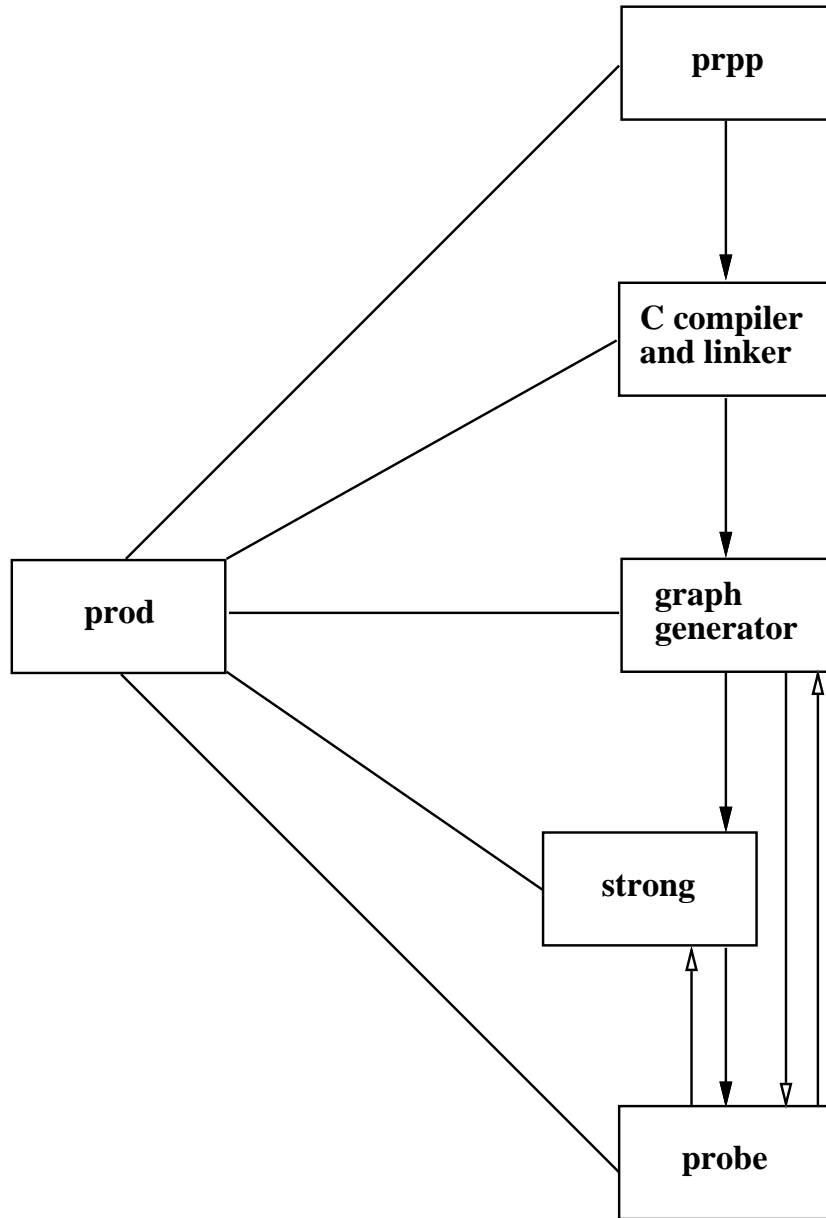 prpp
C compiler
and linker
prod
graph
generator
strong
probe